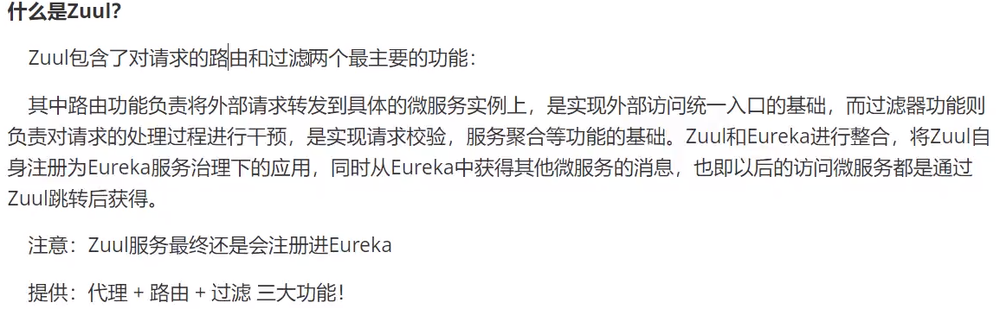 什么是Zuul?
Zuul包含了对请求的路由和过滤两个最主要的功能：
其中路由功能负责将外部请求转发到具体的微服务实例上，是实现外部访问统一入口的基础，而过滤器功能则
负责对请求的处理过程进行干预，是实现请求校验，服务聚合等功能的基础。Zuul和Eureka进行整合，将Zuul自
身注册为Eureka服务治理下的应用，同时从Eureka中获得其他微服务的消息，也即以后的访问微服务都是通过
Zuul跳转后获得。
注意：Zuul服务最终还是会注册进Eureka
提供：代理 + 路由 + 过滤 三大功能！